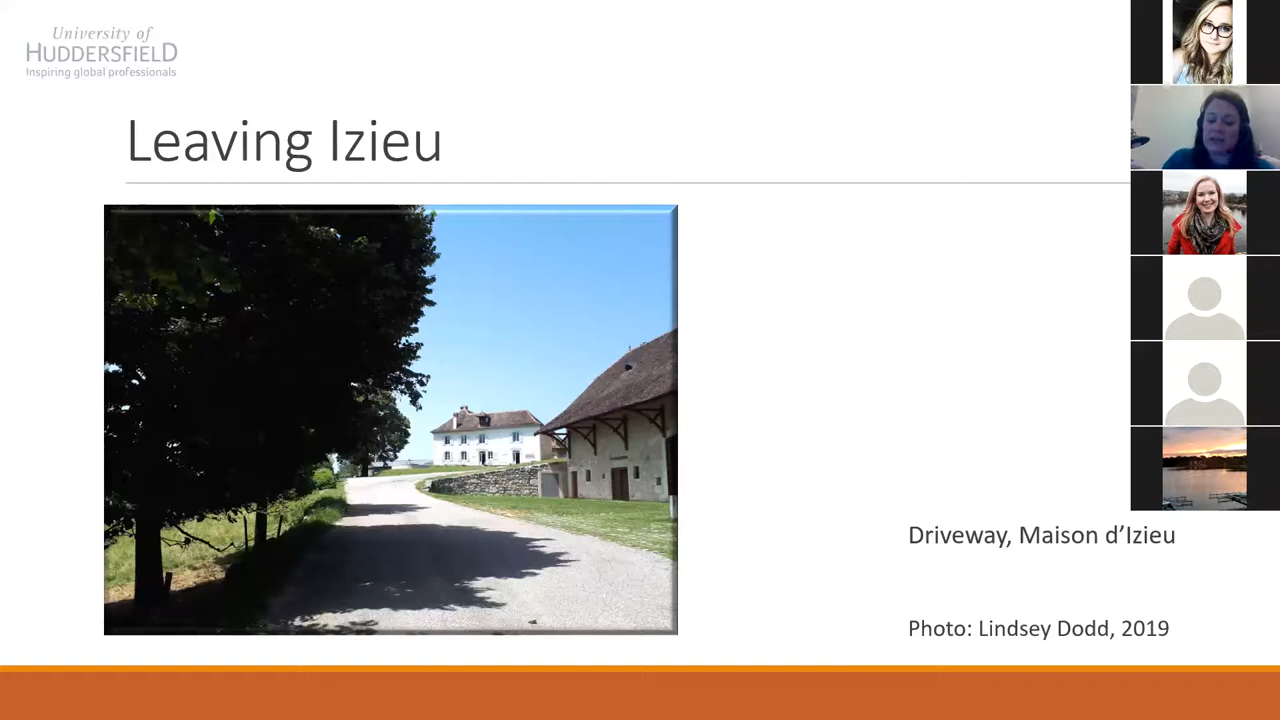 University of
HUDDERSFIELD
Inspiring global professionals
Leaving Izieu
Driveway, Maison d’Izieu
Photo: Lindsey Dodd, 2019